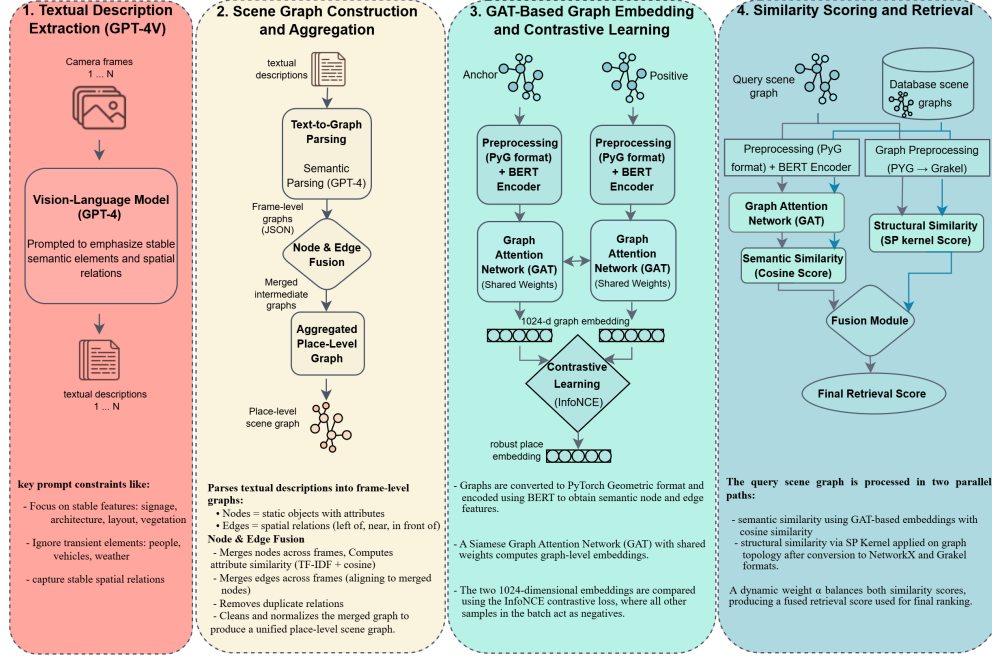 1. Textual Description
Extraction (GPT-4V)
Camera frames
1 ... N
Vision-Language Model
(GPT-4)
Prompted to emphasize stable
semantic elements and spatial
relations
textual descriptions
1 ... N
key prompt constraints like:
- Focus on stable features: signage,
architecture, layout, vegetation
- Ignore transient elements: people,
vehicles, weather
- capture stable spatial relations
2. Scene Graph Construction
and Aggregation
textual
descriptions
Text-to-Graph
Parsing
Semantic
Parsing (GPT-4)
Frame-level
graphs
(JSON)
Node & Edge
Fusion
Merged
intermediate
graphs
Aggregated
Place-Level
Graph
Place-level
scene graph
Parses textual descriptions into frame-level
graphs:
• Nodes = static objects with attributes
• Edges = spatial relations (left of, near, in front of)
Node & Edge Fusion
- Merges nodes across frames, Computes
attribute similarity (TF-IDF + cosine)
- Merges edges across frames (aligning to merged
nodes)
- Removes duplicate relations
- Cleans and normalizes the merged graph to
produce a unified place-level scene graph.
3. GAT-Based Graph Embedding
and Contrastive Learning
Anchor
Positive
Preprocessing
(PyG format)
+ BERT
Encoder
Preprocessing
(PyG format)
+ BERT
Encoder
Graph
Attention
Network (GAT)
(Shared Weights)
Graph
Attention
Network (GAT)
(Shared Weights)
1024-d graph embedding
Contrastive
Learning
(InfoNCE)
robust place
embedding
- Graphs are converted to PyTorch Geometric format and
encoded using BERT to obtain semantic node and edge
features.
- A Siamese Graph Attention Network (GAT) with shared
weights computes graph-level embeddings.
- The two 1024-dimensional embeddings are compared
using the InfoNCE contrastive loss, where all other
samples in the batch act as negatives.
4. Similarity Scoring and Retrieval
Query scene
graph
Database scene
graphs
Preprocessing (PyG
format) + BERT Encoder
Graph Preprocessing
(PYG → Grakel)
Graph Attention
Network (GAT)
Structural Similarity
(SP kernel Score)
Semantic Similarity
(Cosine Score)
Fusion Module
Final Retrieval Score
The query scene graph is processed in two parallel
paths:
- semantic similarity using GAT-based embeddings with
cosine similarity
- structural similarity via SP Kernel applied on graph
topology after conversion to NetworkX and Grakel
formats.
A dynamic weight α balances both similarity scores,
producing a fused retrieval score used for final ranking.